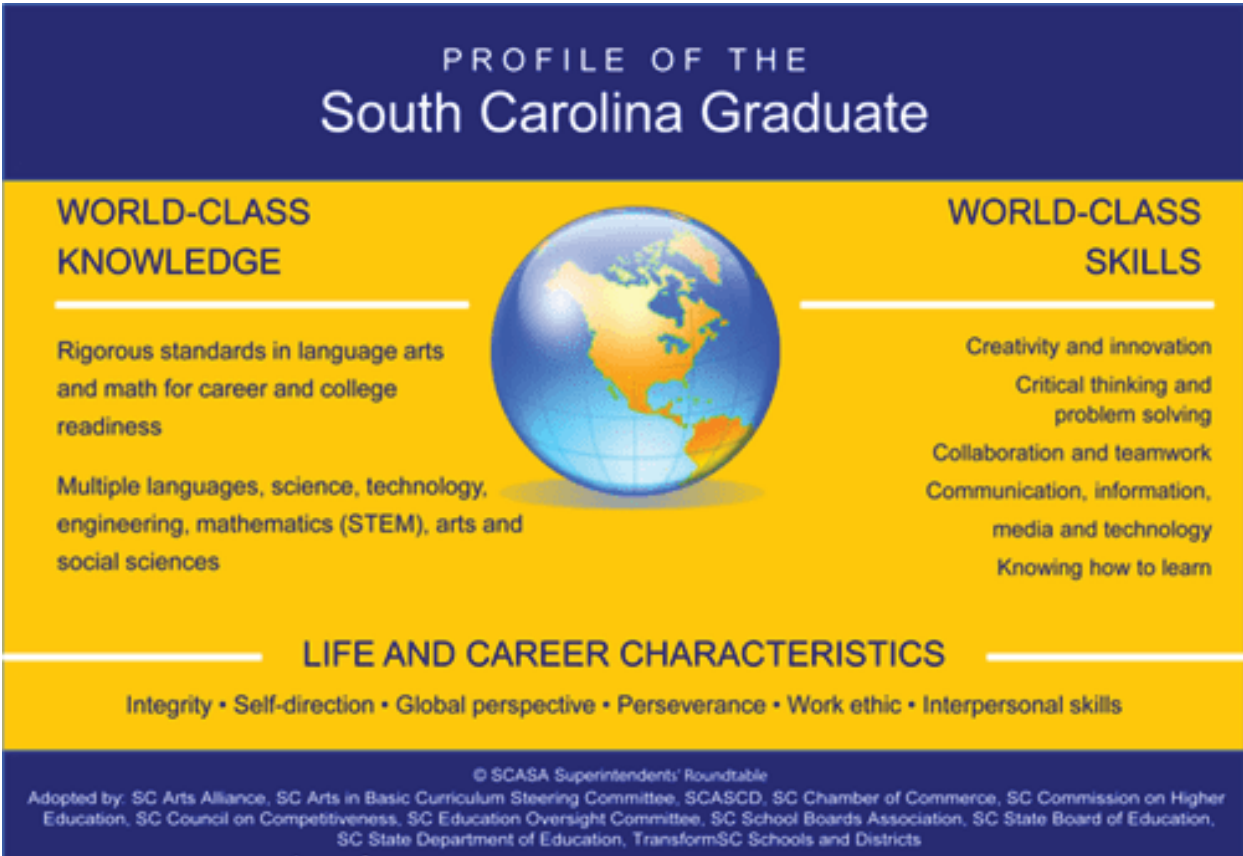 PROFILE OF THE
South Carolina Graduate
WORLD-CLASS
KNOWLEDGE
Rigorous standards in language arts
and math for career and college
readiness
Multiple languages, science, technology,
engineering, mathematics (STEM), arts and
social sciences
WORLD-CLASS
SKILLS
Creativity and innovation
Critical thinking and
problem solving
Collaboration and teamwork
Communication, information,
media and technology
Knowing how to learn
LIFE AND CAREER CHARACTERISTICS
Integrity • Self-direction • Global perspective • Perseverance • Work ethic • Interpersonal skills
© SCASA Superintendents' Roundtable
Adopted by: SC Arts Alliance, SC Arts in Basic Curriculum Steering Committee, SCASCD, SC Chamber of Commerce, SC Commission on Higher
Education, SC Council on Competitiveness, SC Education Oversight Committee, SC School Boards Association, SC State Board of Education,
SC State Department of Education, TransformSC Schools and Districts